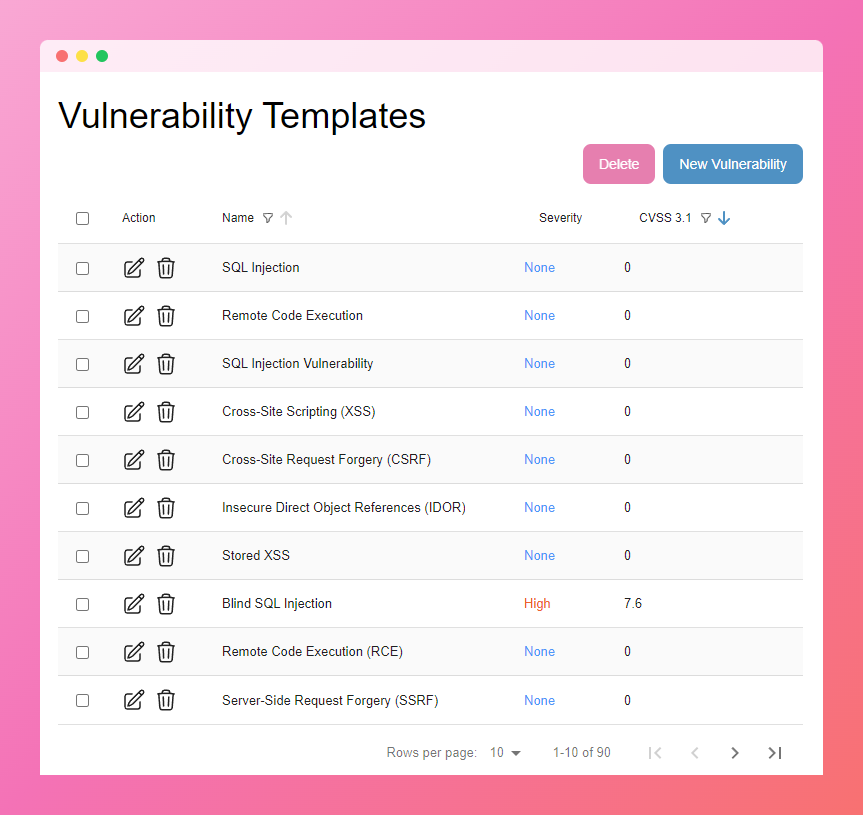 Vulnerability Templates
Delete New Vulnerability
Action Name Severity CVSS 3.1
SQL Injection None 0
Remote Code Execution None 0
SQL Injection Vulnerability None 0
Cross-Site Scripting (XSS) None 0
Cross-Site Request Forgery (CSRF) None 0
Insecure Direct Object References (IDOR) None 0
Stored XSS None 0
Blind SQL Injection High 7.6
Remote Code Execution (RCE) None 0
Server-Side Request Forgery (SSRF) None 0
Rows per page: 10 1-10 of 90